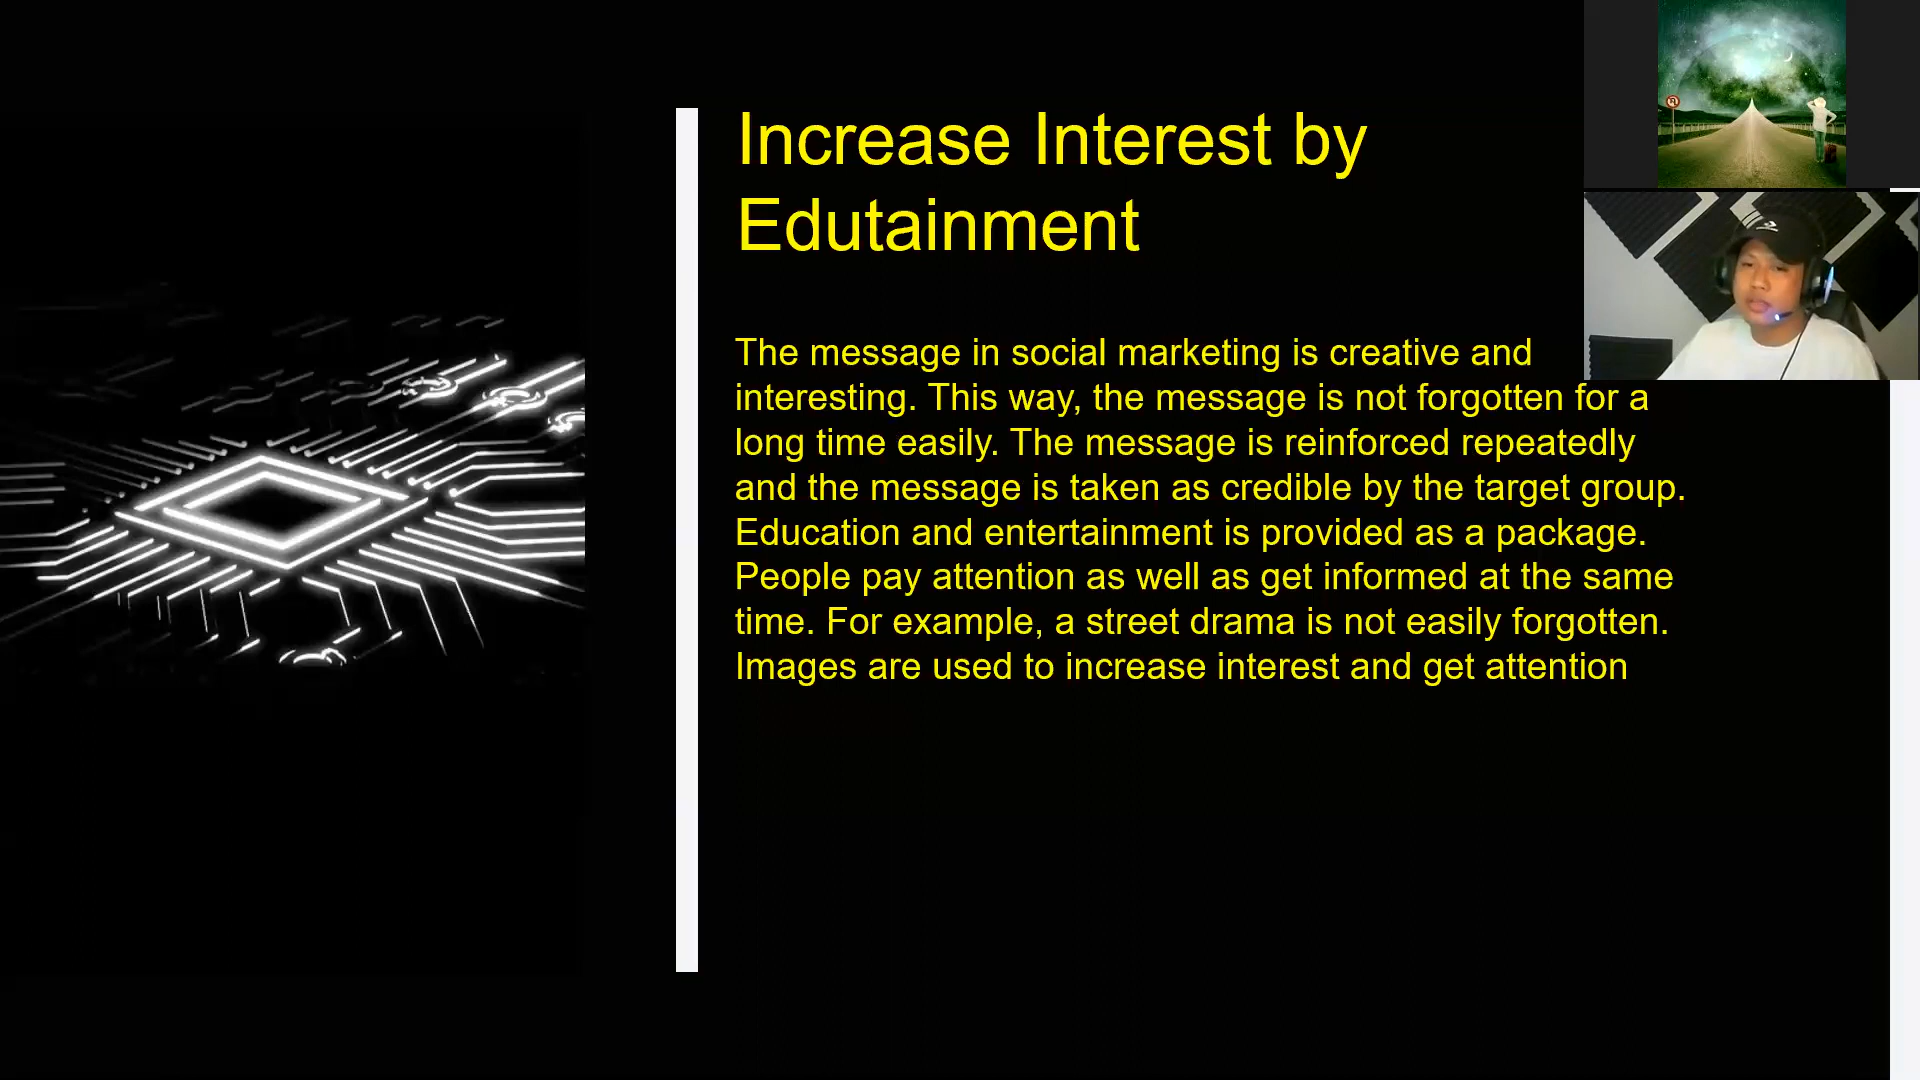 Increase Interest by
Edutainment
The message in social marketing is creative and
interesting. This way, the message is not forgotten for a
long time easily. The message is reinforced repeatedly
and the message is taken as credible by the target group.
Education and entertainment is provided as a package.
People pay attention as well as get informed at the same
time. For example, a street drama is not easily forgotten.
Images are used to increase interest and get attention